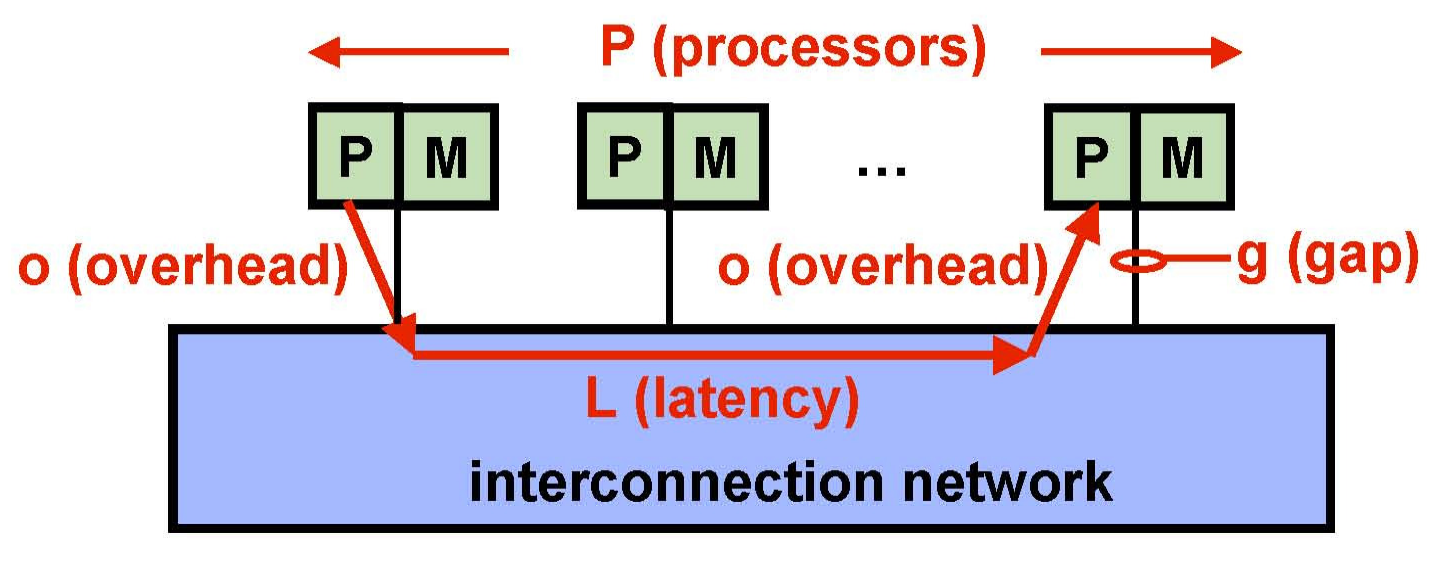 P (processors)
P M P M ... P M
o (overhead) o (overhead) g (gap)
L (latency)
interconnection network